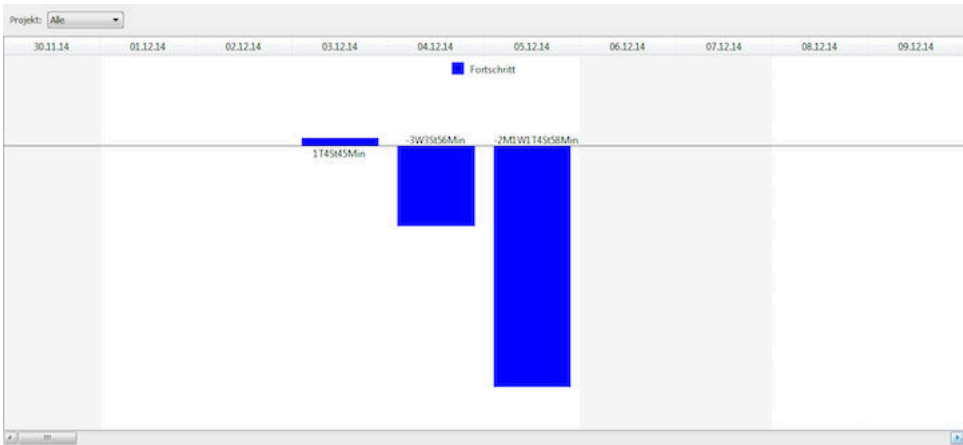 Projekt: Alle
30.11.14 01.12.14 02.12.14 03.12.14 04.12.14 05.12.14 06.12.14 07.12.14 08.12.14 09.12.14
Fortschritt
-3W3St56Min -2M1W1T4St58Min
1T4St45Min